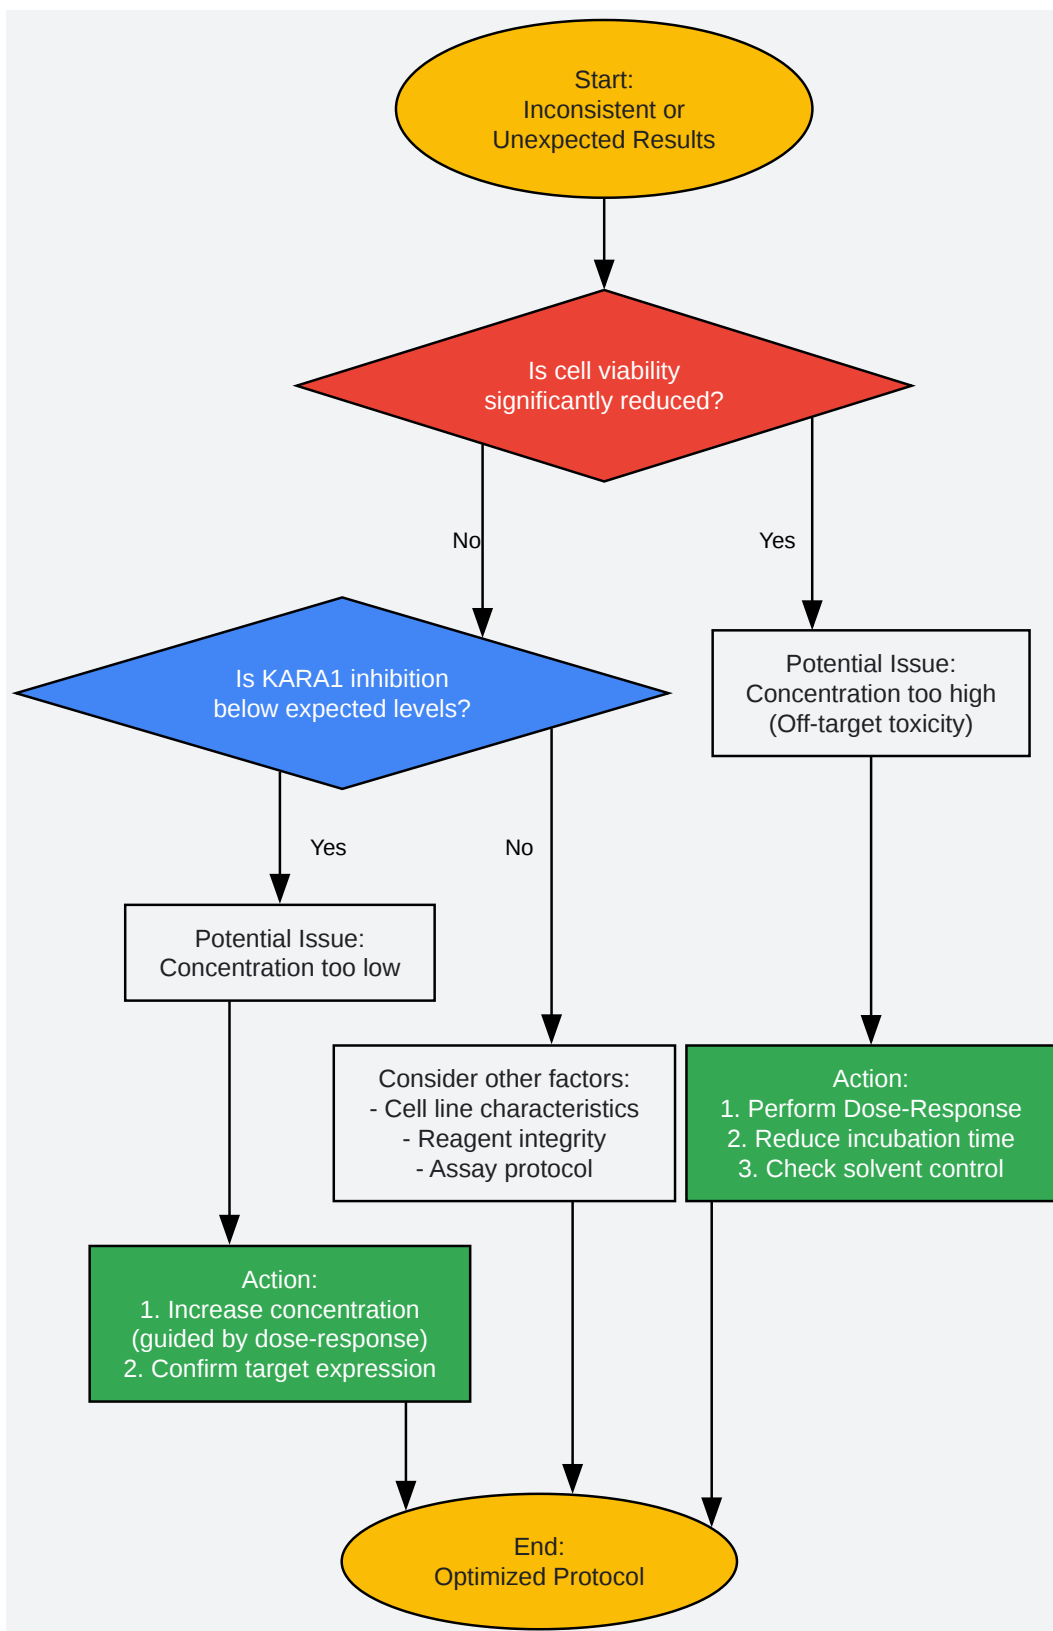 Start:
Inconsistent or
Unexpected Results
Is cell viability
significantly reduced?
No
Yes
Is KARA1 inhibition
below expected levels?
Potential Issue:
Concentration too high
(Off-target toxicity)
Yes
No
Potential Issue:
Concentration too low
Consider other factors:
- Cell line characteristics
- Reagent integrity
- Assay protocol
Action:
1. Perform Dose-Response
2. Reduce incubation time
3. Check solvent control
Action:
1. Increase concentration
(guided by dose-response)
2. Confirm target expression
End:
Optimized Protocol